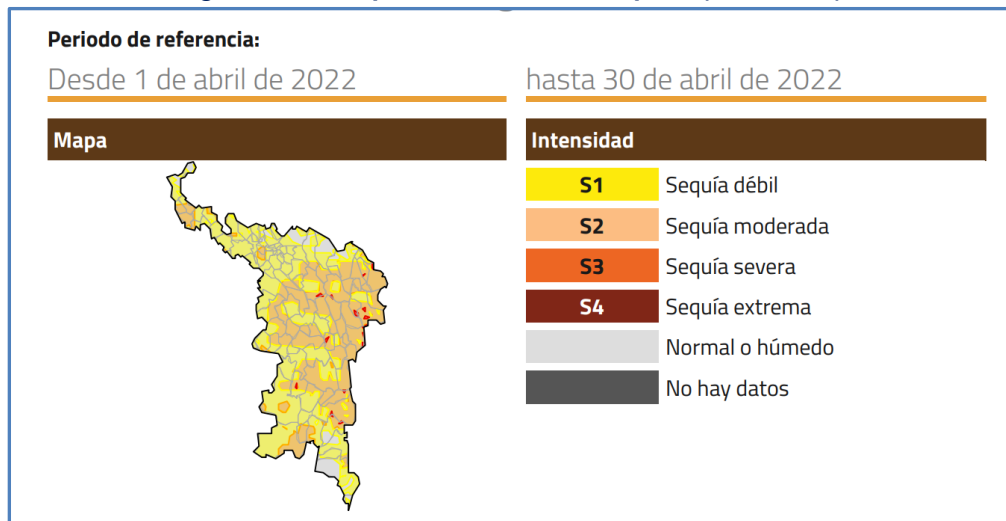 Periodo de referencia:
Desde 1 de abril de 2022
hasta 30 de abril de 2022
Mapa
Intensidad
S1 Sequía débil
S2 Sequía moderada
S3 Sequía severa
S4 Sequía extrema
Normal o húmedo
No hay datos